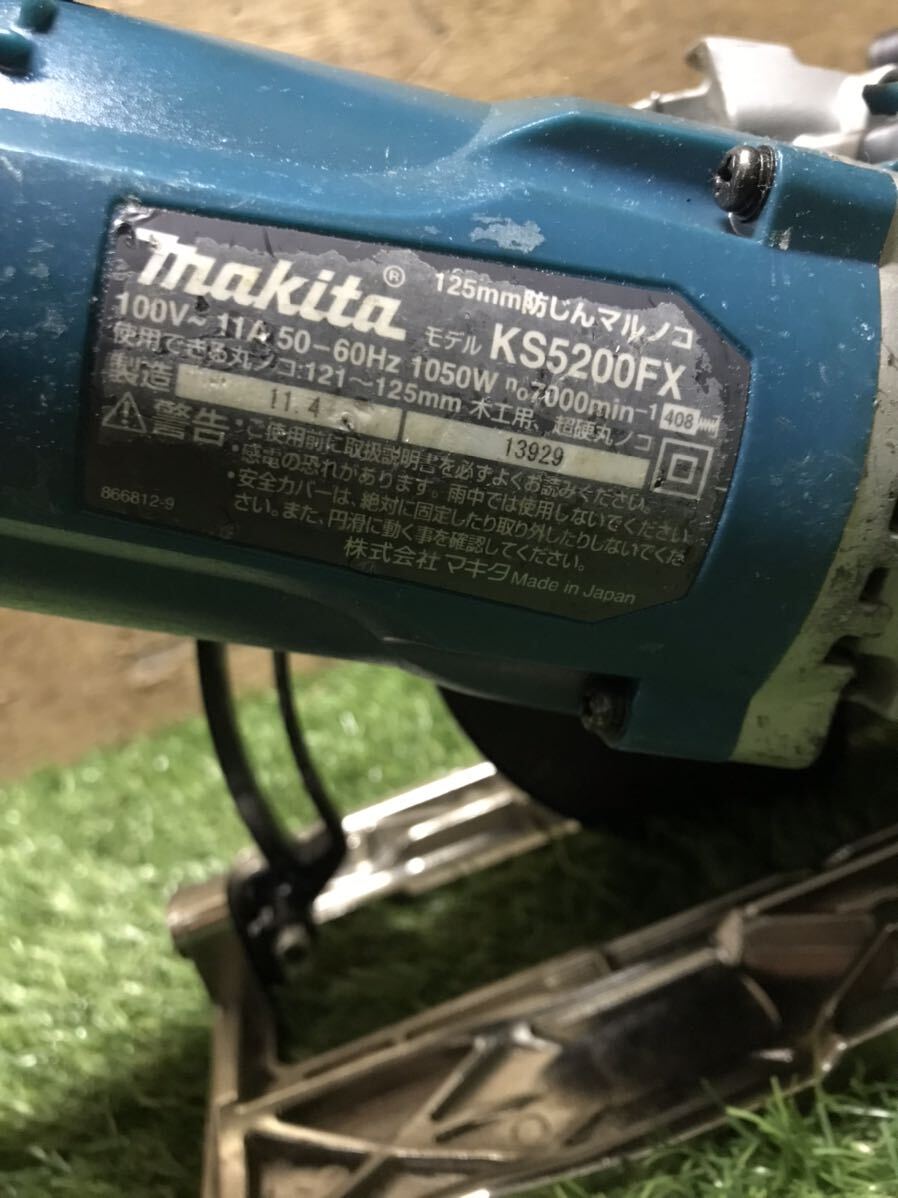 makita®
125mm防じんマルノコ
モデル KS5200FX
100V~ 11A 50-60Hz 1050W n₀7000min-1
使用できる丸ノコ:121～125mm 木工用、超硬丸ノコ
408
製造 11.4 13929
警告
・ご使用前に取扱説明書を必ずよくお読みください。
・感電の恐れがあります。雨中では使用しないでください。
・安全カバーは、絶対に固定したり取り外したりしないでくだ
さい。また、円滑に動く事を確認してください。
866812-9
株式会社 マキタ Made in Japan